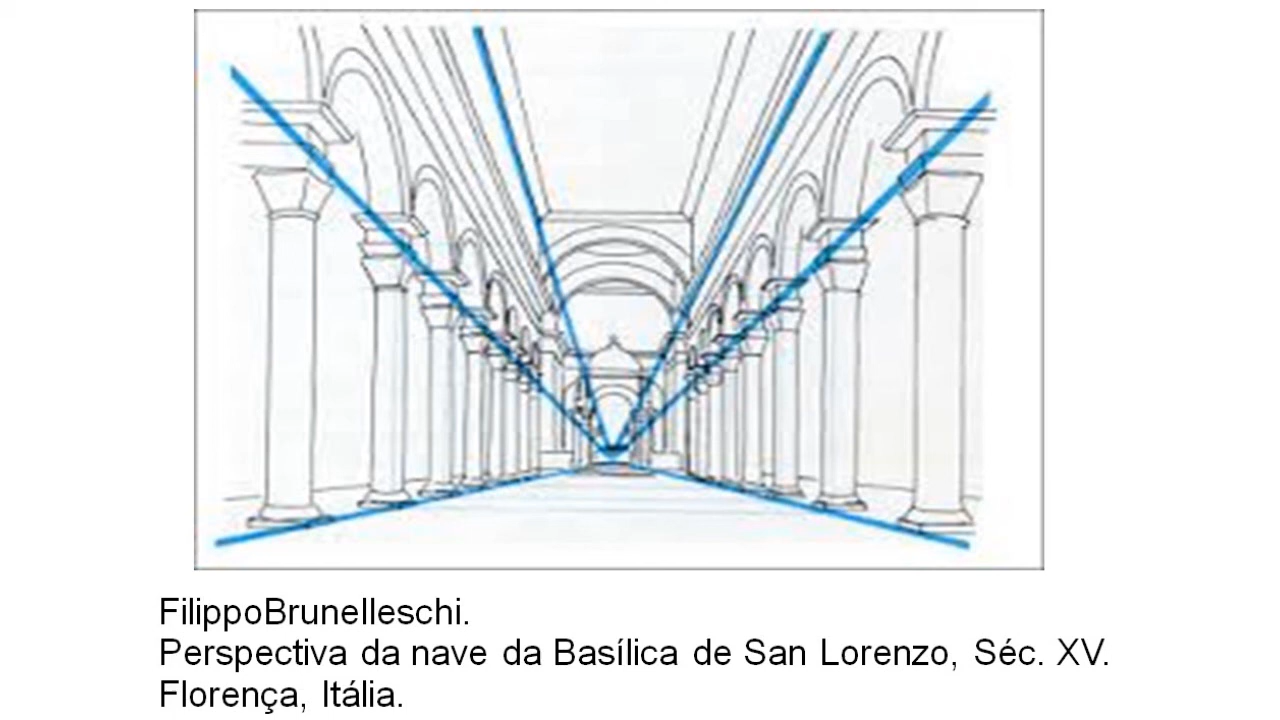 FilippoBrunelleschi.
Perspectiva da nave da Basílica de San Lorenzo, Séc. XV.
Florença, Itália.